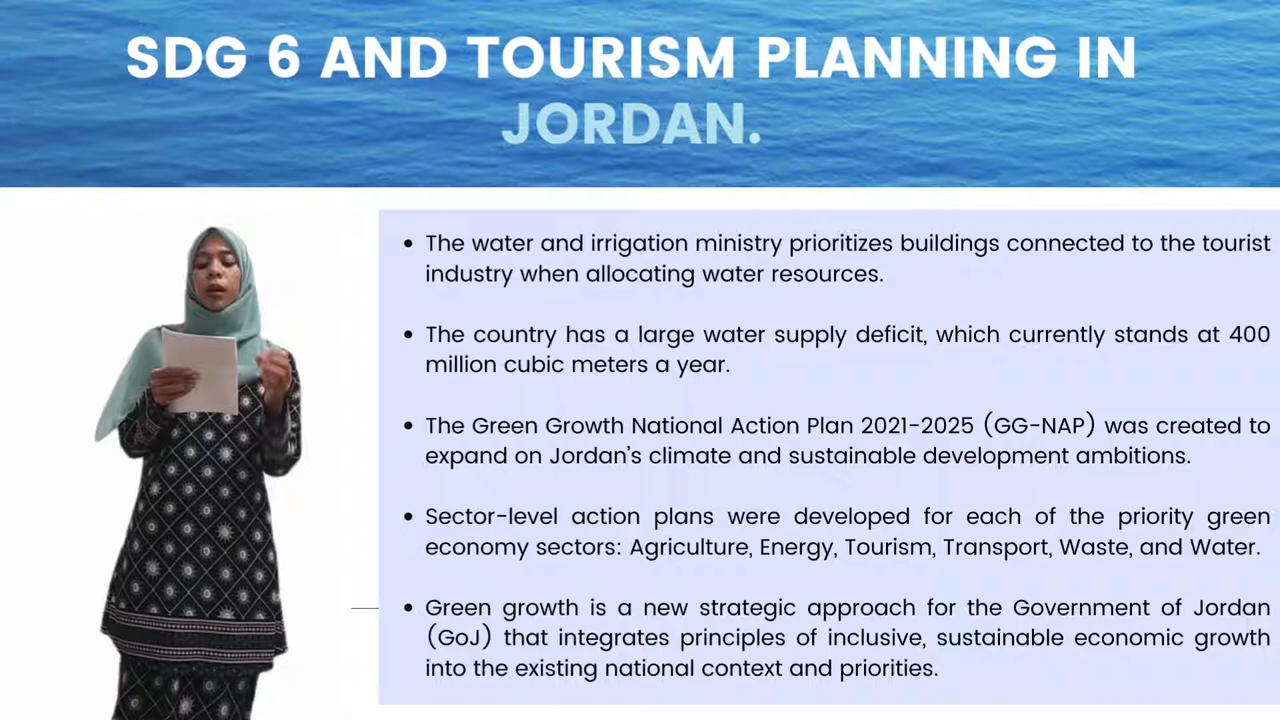 SDG 6 AND TOURISM PLANNING IN
JORDAN.
• The water and irrigation ministry prioritizes buildings connected to the tourist
industry when allocating water resources.
• The country has a large water supply deficit, which currently stands at 400
million cubic meters a year.
• The Green Growth National Action Plan 2021-2025 (GG-NAP) was created to
expand on Jordan's climate and sustainable development ambitions.
• Sector-level action plans were developed for each of the priority green
economy sectors: Agriculture, Energy, Tourism, Transport, Waste, and Water.
• Green growth is a new strategic approach for the Government of Jordan
(GoJ) that integrates principles of inclusive, sustainable economic growth
into the existing national context and priorities.